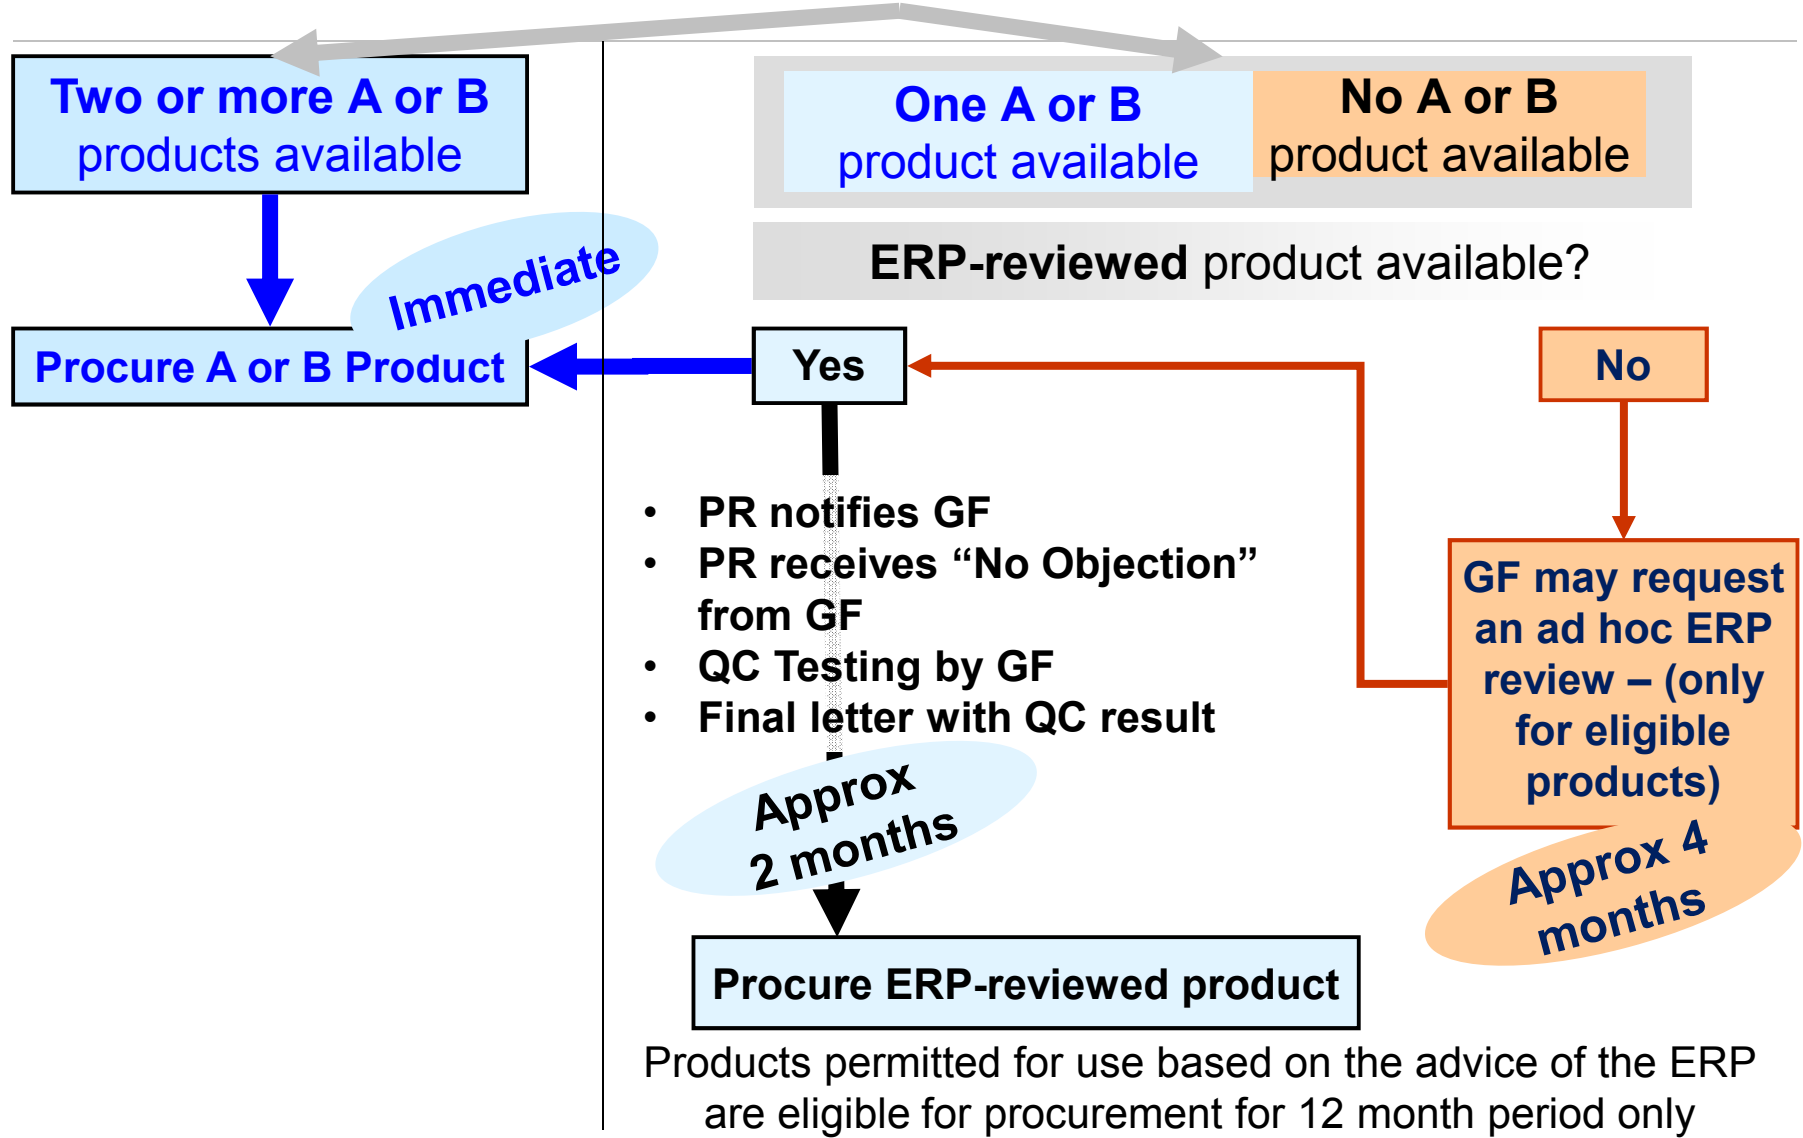 Two or more A or B
products available
One A or B
product available
No A or B
product available
ERP-reviewed product available?
Immediate
Procure A or B Product
Yes
No
• PR notifies GF
• PR receives “No Objection”
from GF
• QC Testing by GF
• Final letter with QC result
GF may request
an ad hoc ERP
review – (only
for eligible
products)
Approx
2 months
Approx 4
months
Procure ERP-reviewed product
Products permitted for use based on the advice of the ERP
are eligible for procurement for 12 month period only